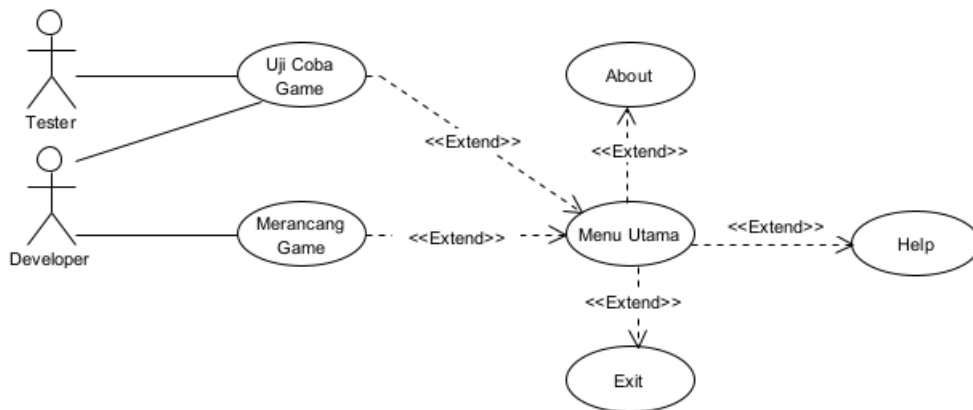 Uji Coba
Game
About
Tester
<<Extend>>
<<Extend>>
Merancang
Game
<<Extend>>
Menu Utama
<<Extend>>
Help
Developer
<<Extend>>
Exit